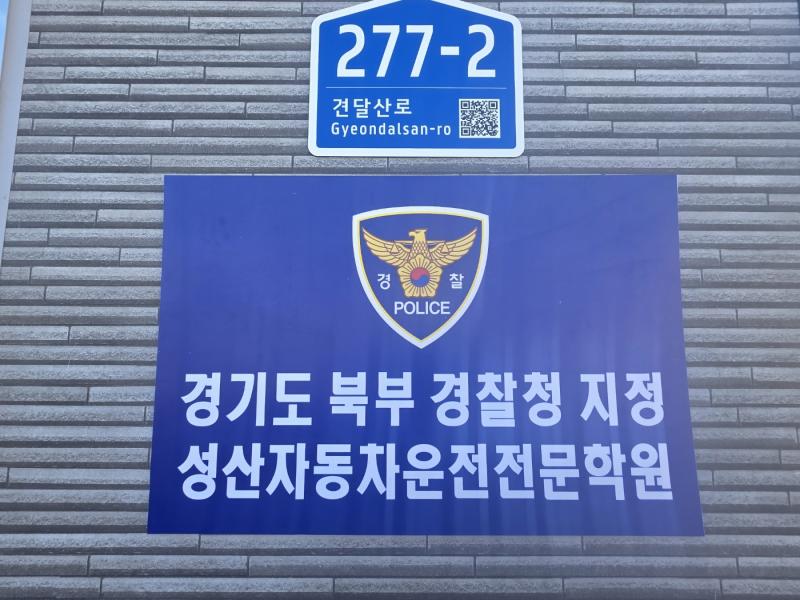 277-2
견달산로
Gyeondalsan-ro
경 찰
POLICE
경기도 북부 경찰청 지정
성산자동차운전전문학원